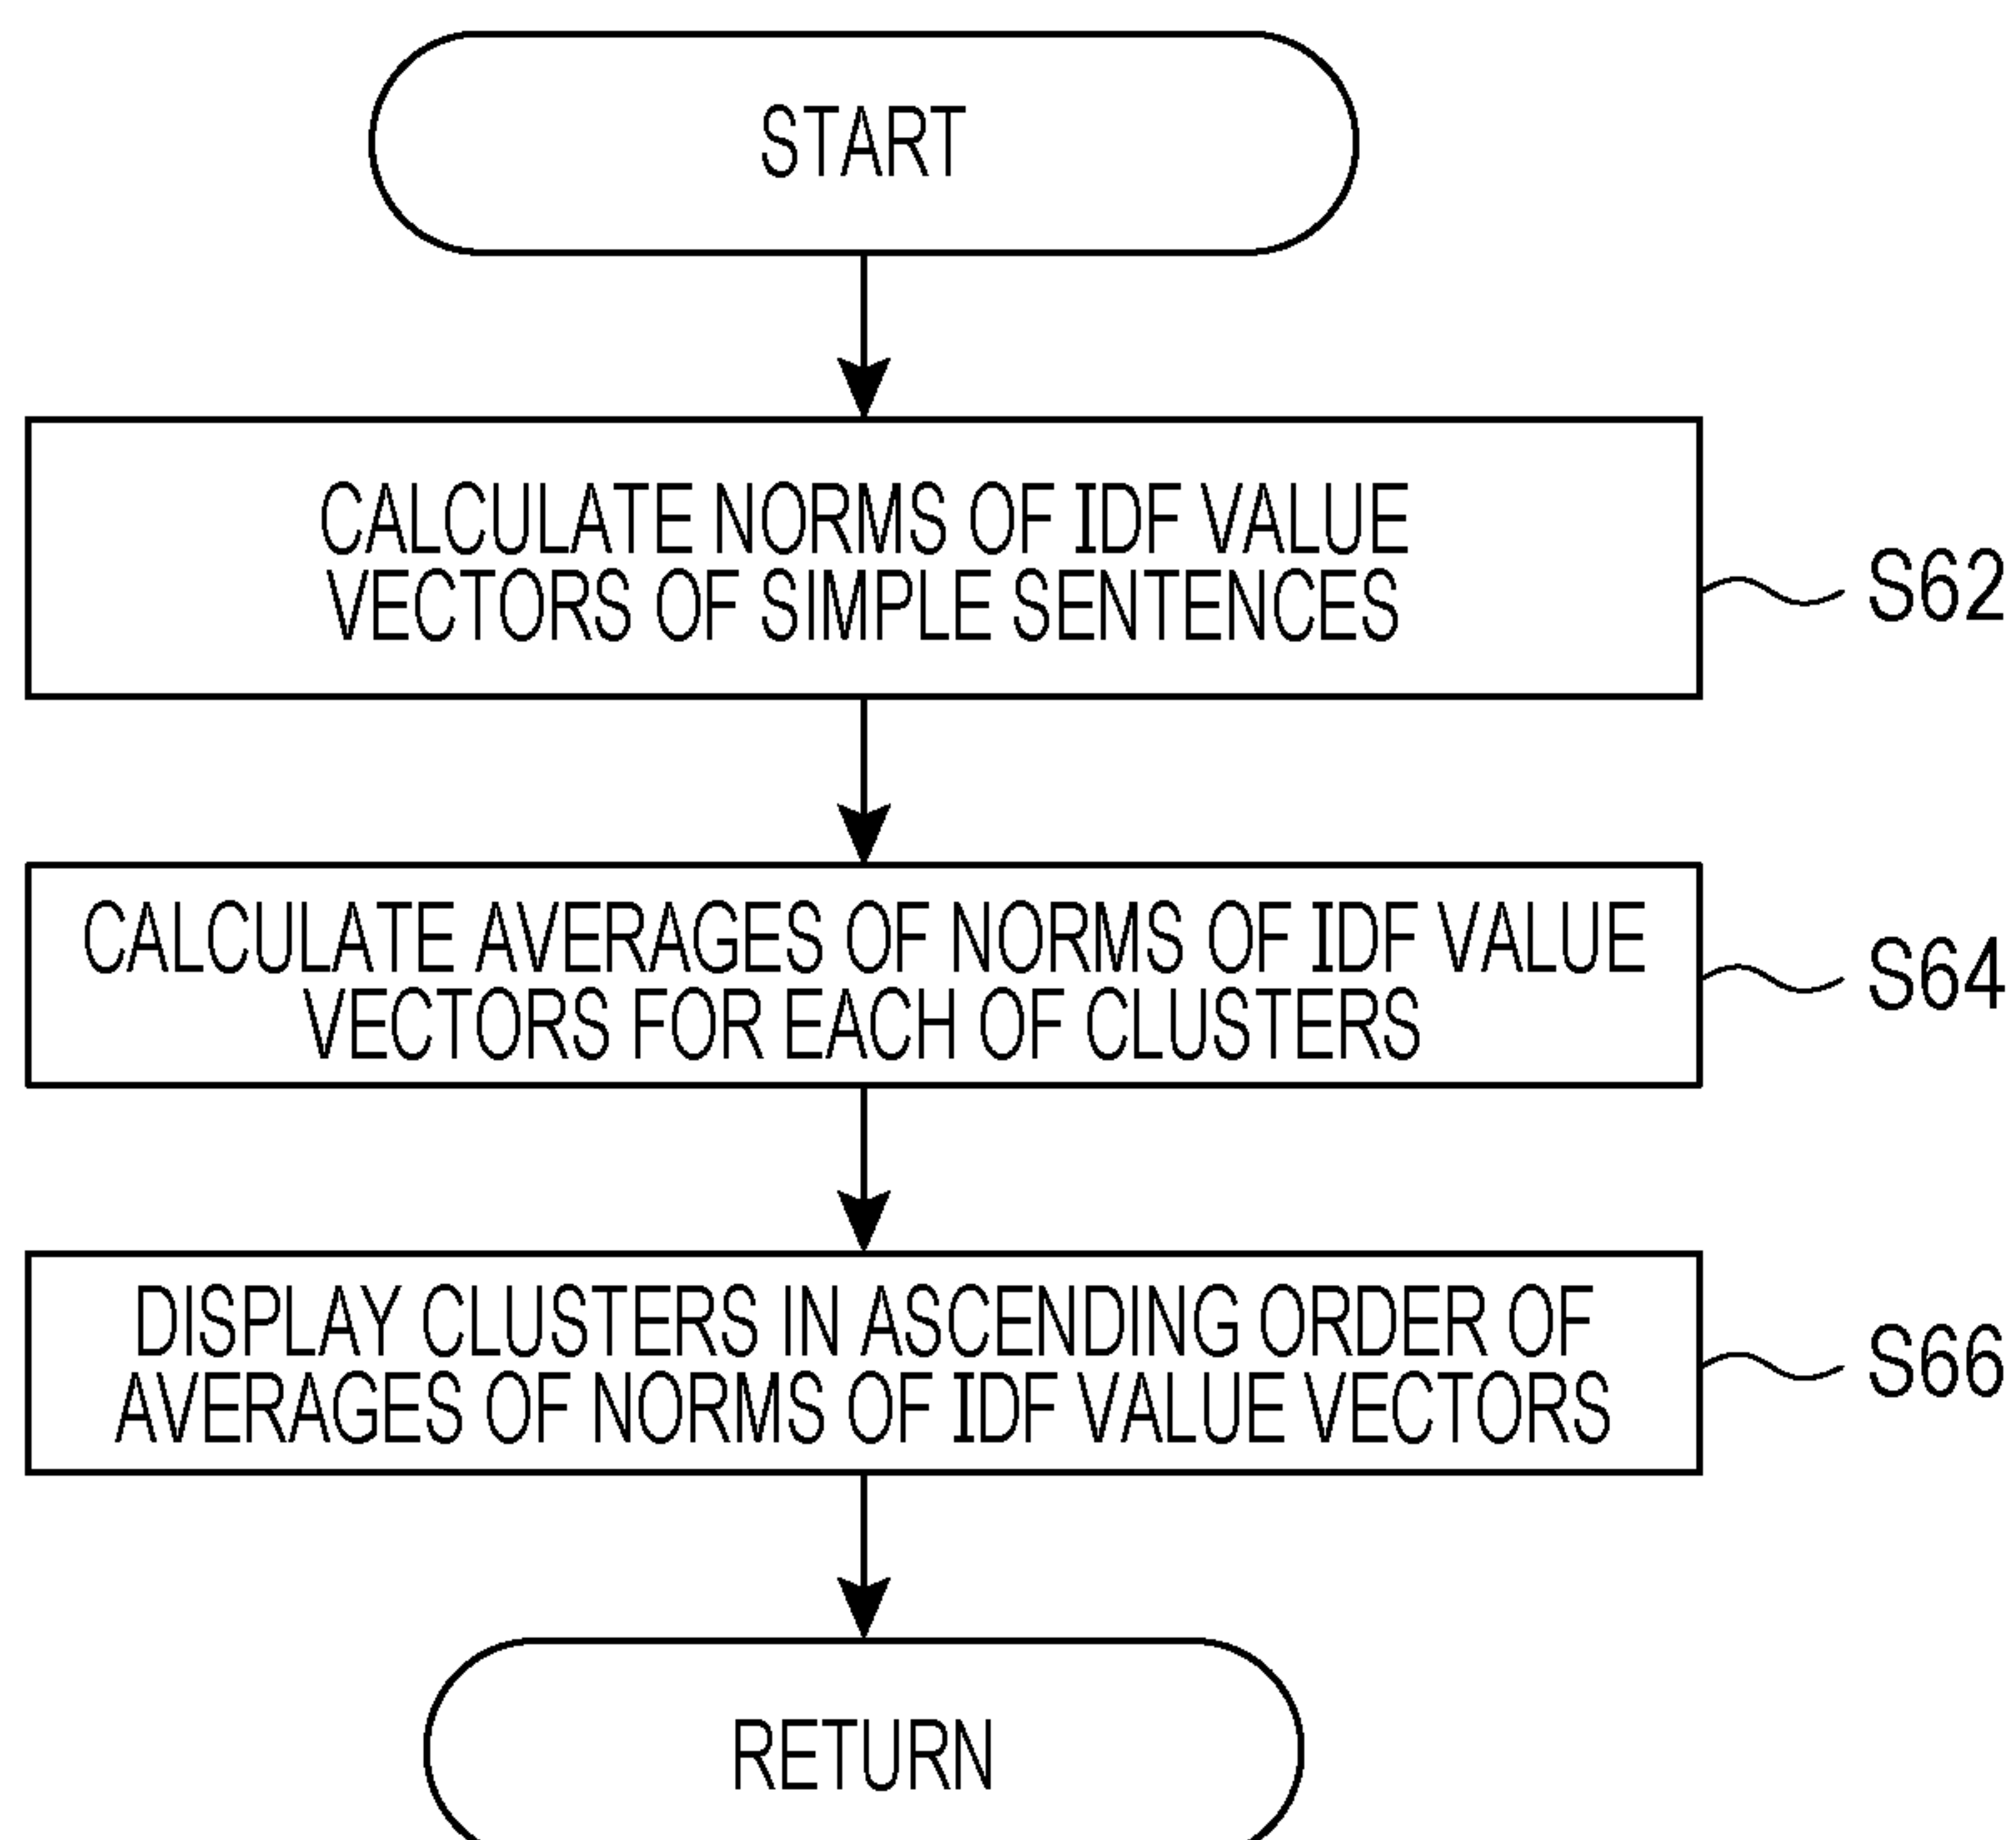 START
CALCULATE NORMS OF IDF VALUE
VECTORS OF SIMPLE SENTENCES
S62
CALCULATE AVERAGES OF NORMS OF IDF VALUE
VECTORS FOR EACH OF CLUSTERS
S64
DISPLAY CLUSTERS IN ASCENDING ORDER OF
AVERAGES OF NORMS OF IDF VALUE VECTORS
S66
RETURN